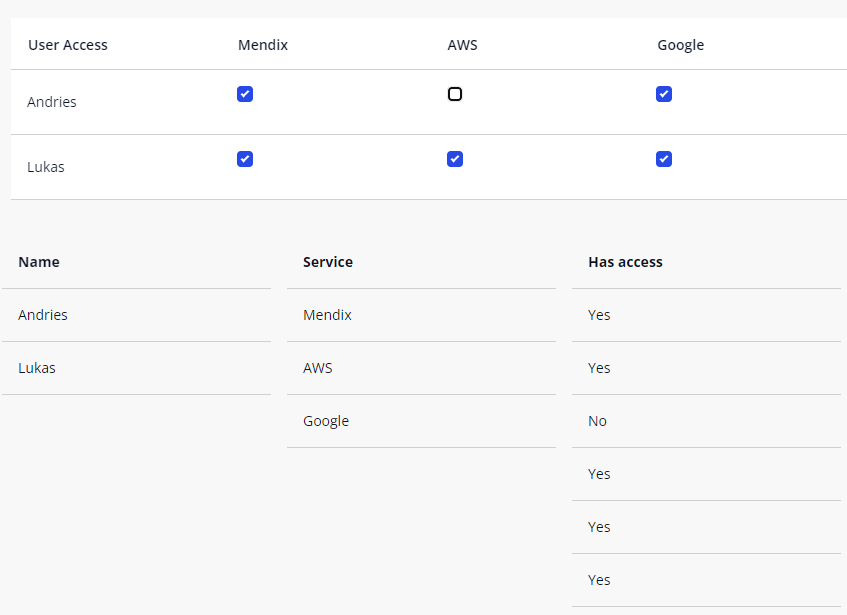 User Access Mendix AWS Google
Andries
Lukas
Name Service Has access
Andries Mendix Yes
Lukas AWS Yes
Google No
Yes
Yes
Yes